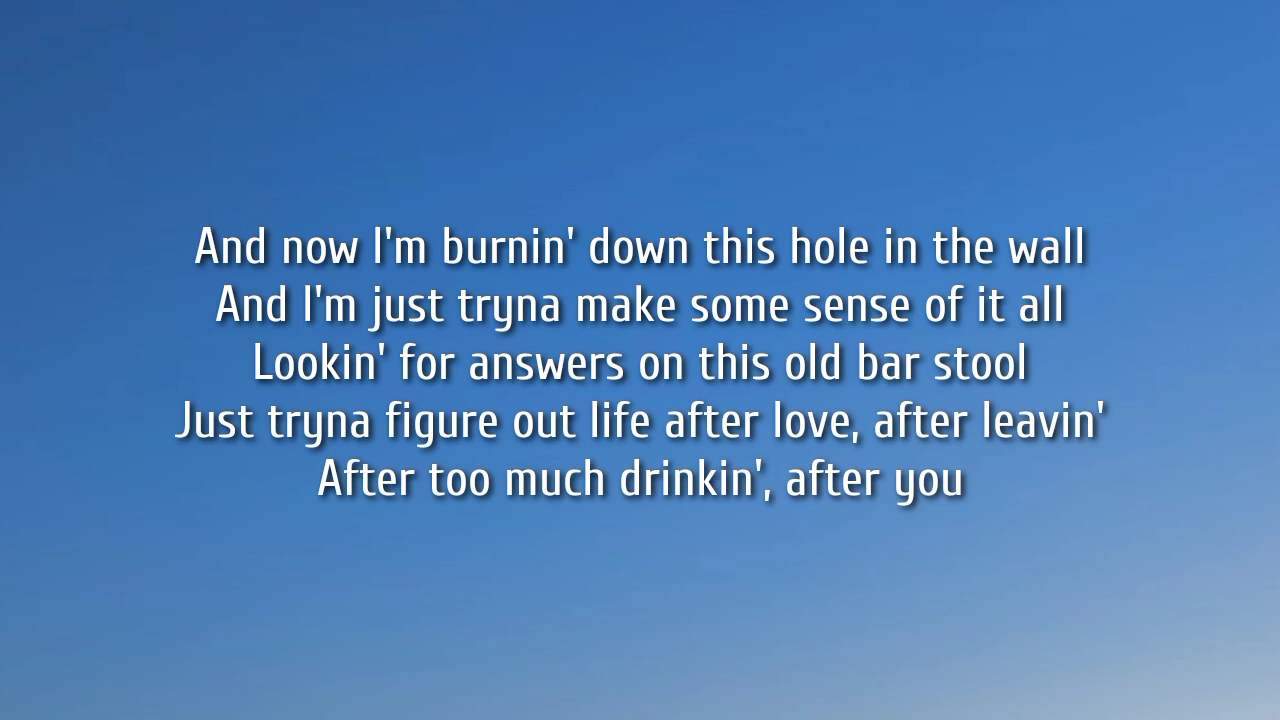 And now I'm burnin' down this hole in the wall
And I'm just tryna make some sense of it all
Lookin' for answers on this old bar stool
Just tryna figure out life after love, after leavin'
After too much drinkin', after you